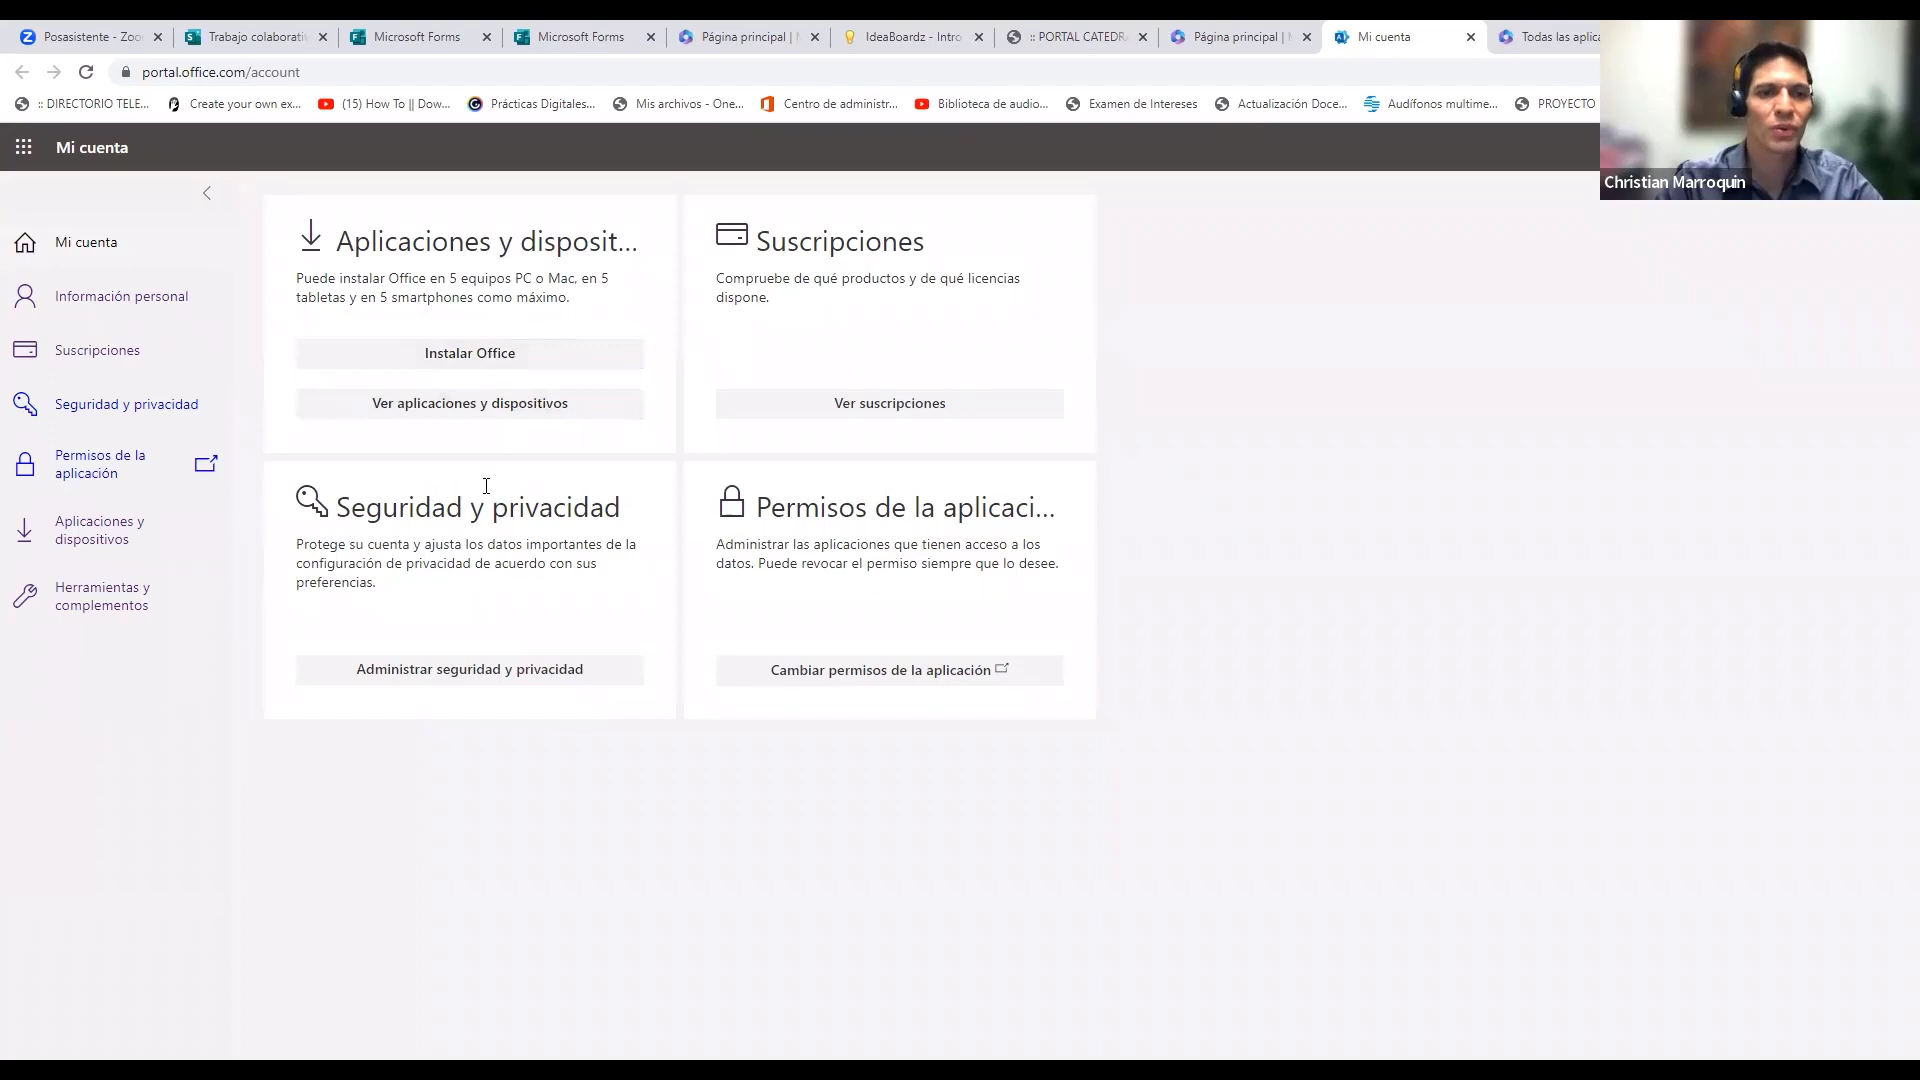 Posasistente - Zoo
Trabajo colaborati
Microsoft Forms
Microsoft Forms
Página principal | M
IdeaBoardz - Intro
:: PORTAL CATEDR
Página principal | M
Mi cuenta
Todas las aplica
portal.office.com/account
:: DIRECTORIO TELE...
Create your own ex...
(15) How To || Dow...
Prácticas Digitales...
Mis archivos - One...
Centro de administr...
Biblioteca de audio...
Examen de Intereses
Actualización Doce...
Audífonos multime...
PROYECTO
Mi cuenta
Christian Marroquin
Mi cuenta
Información personal
Suscripciones
Seguridad y privacidad
Permisos de la
aplicación
Aplicaciones y
dispositivos
Herramientas y
complementos
Aplicaciones y disposit...
Puede instalar Office en 5 equipos PC o Mac, en 5
tabletas y en 5 smartphones como máximo.
Instalar Office
Ver aplicaciones y dispositivos
Suscripciones
Compruebe de qué productos y de qué licencias
dispone.
Ver suscripciones
Seguridad y privacidad
Protege su cuenta y ajusta los datos importantes de la
configuración de privacidad de acuerdo con sus
preferencias.
Administrar seguridad y privacidad
Permisos de la aplicaci...
Administrar las aplicaciones que tienen acceso a los
datos. Puede revocar el permiso siempre que lo desee.
Cambiar permisos de la aplicación